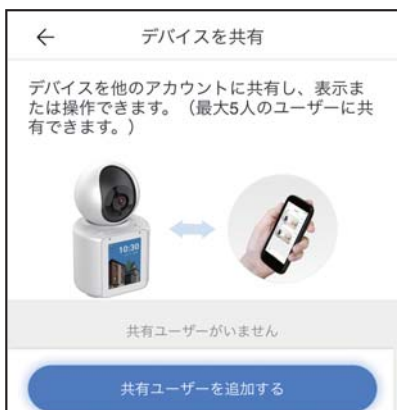 デバイスを共有
デバイスを他のアカウントに共有し、表示ま
たは操作できます。（最大5人のユーザーに共
有できます。）
10:30
共有ユーザーがいません
共有ユーザーを追加する